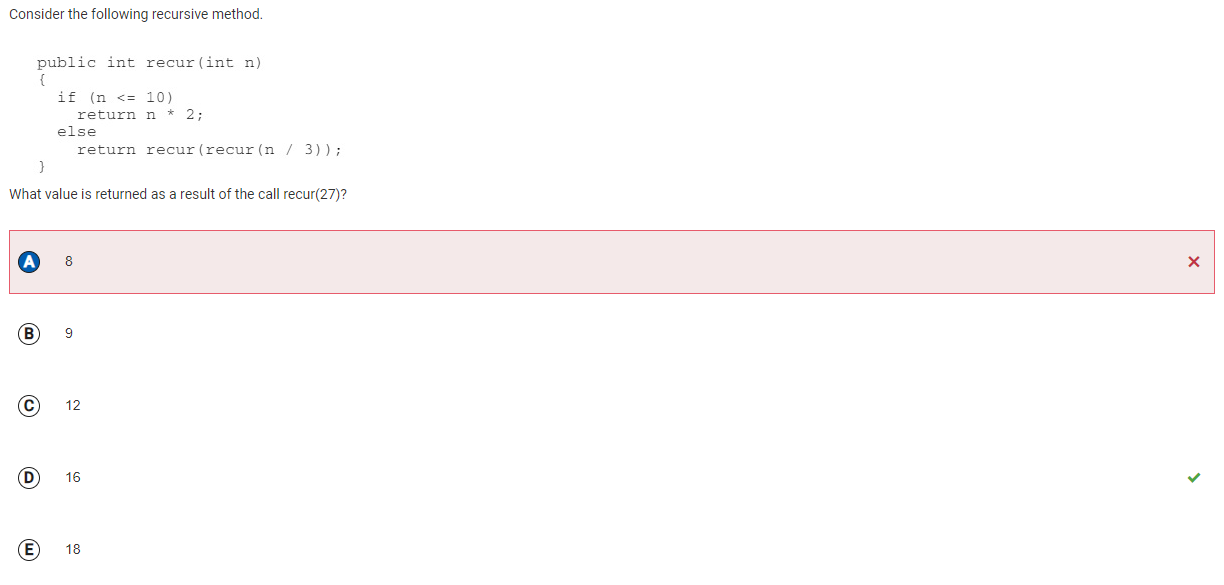 Consider the following recursive method.
public int recur(int n)
{
if (n <= 10)
return n * 2;
else
return recur(recur(n / 3));
}
What value is returned as a result of the call recur(27)?
A 8
B 9
C 12
D 16
E 18